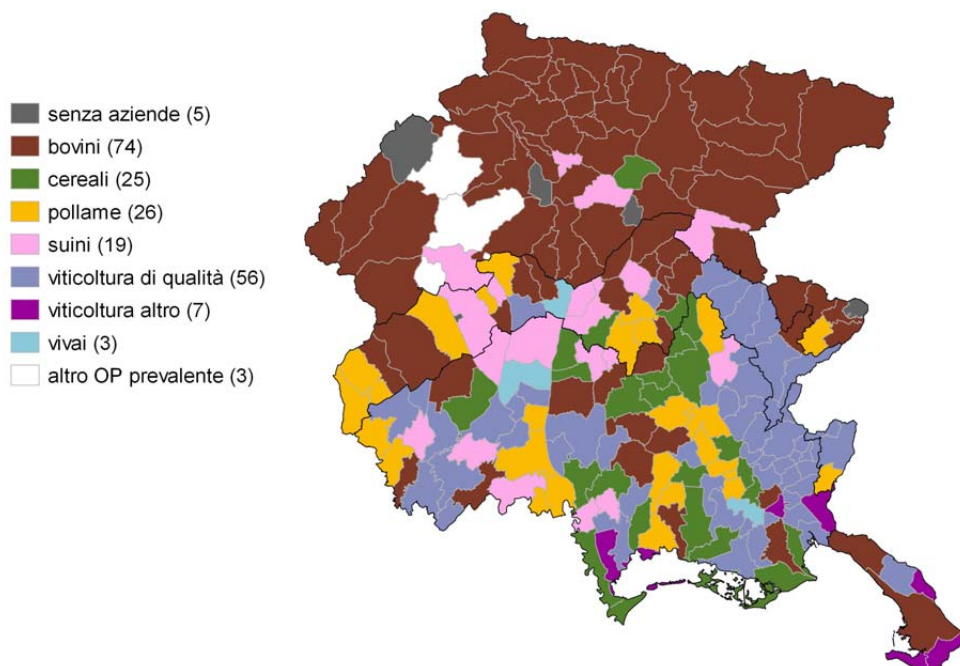 senza aziende (5)
bovini (74)
cereali (25)
pollame (26)
suini (19)
viticoltura di qualità (56)
viticoltura altro (7)
vivai (3)
altro OP prevalente (3)